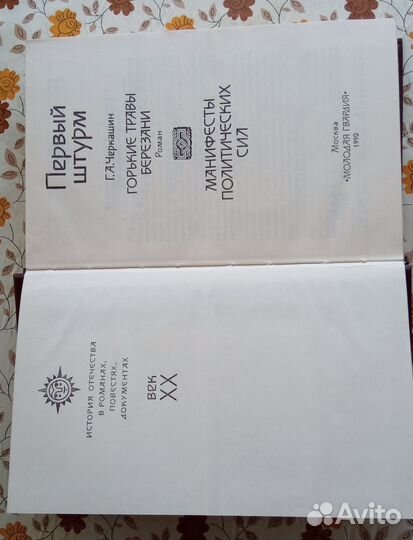 ИСТОРИЯ ОТЕЧЕСТВА
В РОМАНАХ,
ПОВЕСТЯХ,
ДОКУМЕНТАХ
ВЕК
XX
Первый
штурм
Г.А.Черкашин
ГОРЬКИЕ ТРАВЫ
БЕРЕЗАНИ
Роман
МАНИФЕСТЫ
ПОЛИТИЧЕСКИХ
СИЛ
Москва
«МОЛОДАЯ ГВАРДИЯ»
1990
Avito